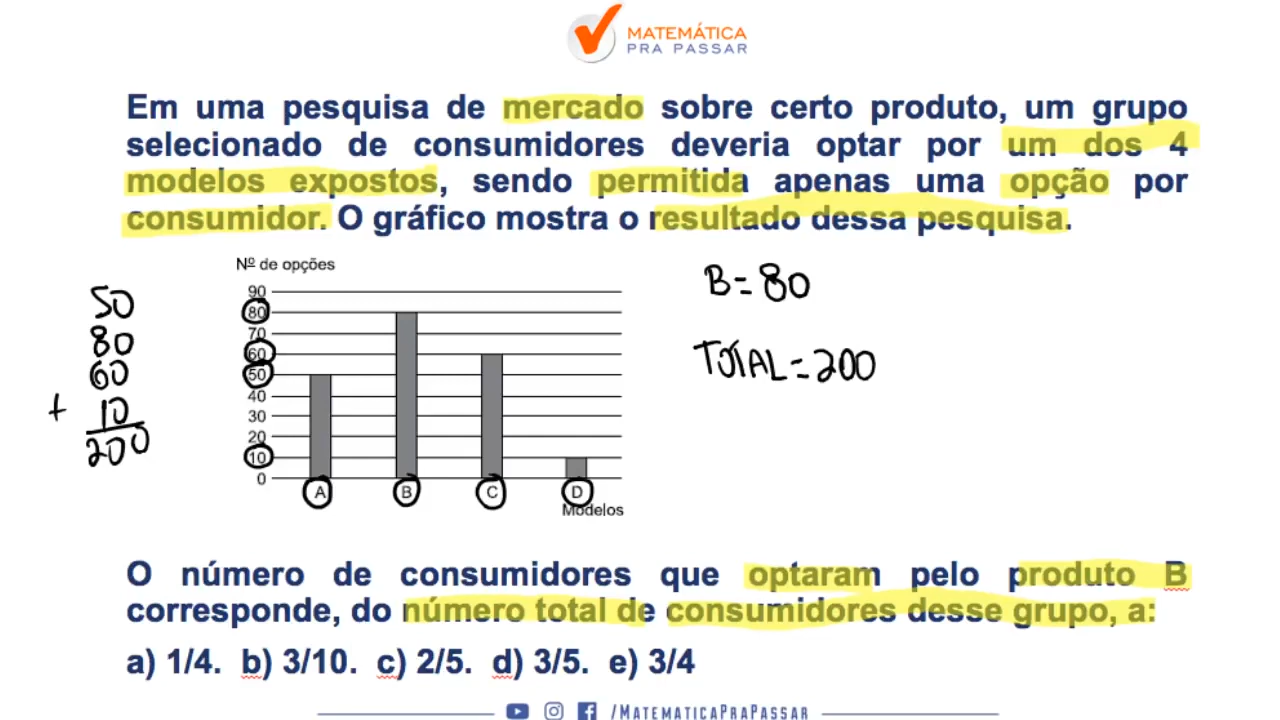 MATEMÁTICA
PRA PASSAR
Em uma pesquisa de mercado sobre certo produto, um grupo
selecionado de consumidores deveria optar por um dos 4
modelos expostos, sendo permitida apenas uma opção por
consumidor. O gráfico mostra o resultado dessa pesquisa.
Nº de opções
90
80
70
60
50
40
30
20
10
0
A B C D
Modelos
50
80
60
+ 10
200
B = 80
TOTAL = 200
O número de consumidores que optaram pelo produto B
corresponde, do número total de consumidores desse grupo, a:
a) 1/4. b) 3/10. c) 2/5. d) 3/5. e) 3/4
/MATEMATICAPRAPASSAR